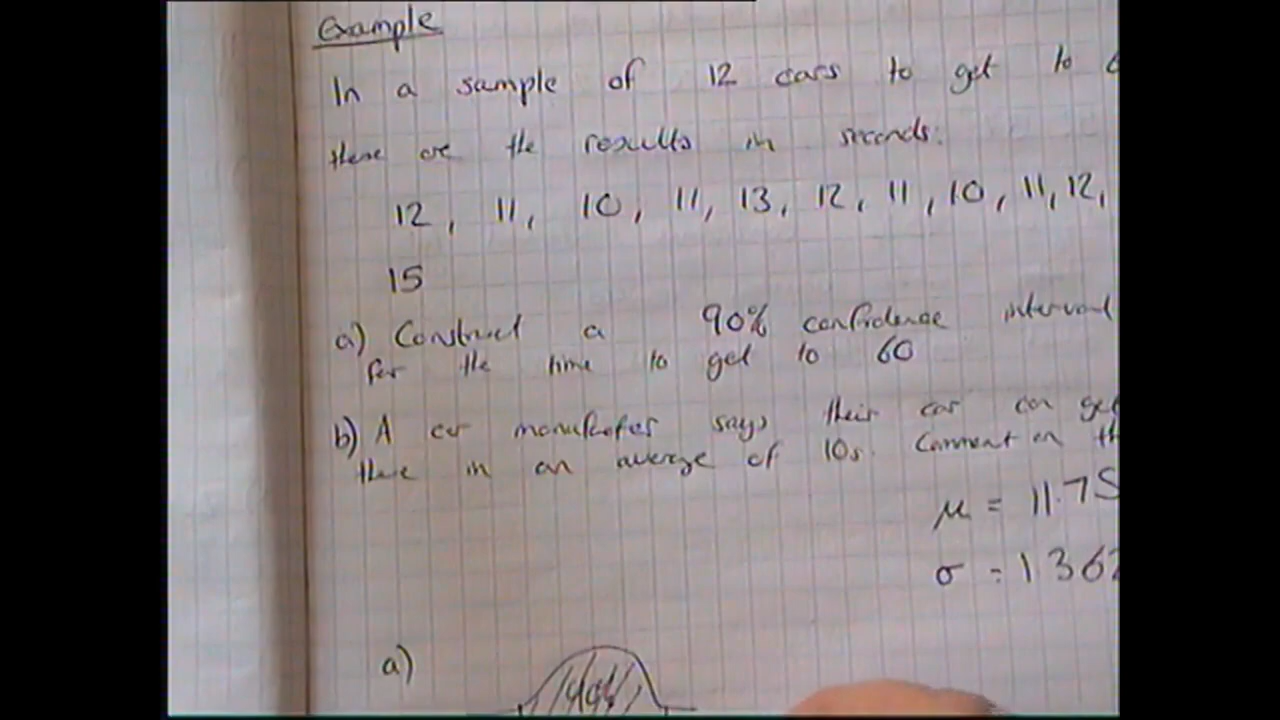 Example
In a sample of 12 cars to get to 6
these are the results in seconds:
12, 11, 10, 11, 13, 12, 11, 10, 11, 12,
15
a) Construct a 90% confidence interval
for the time to get to 60
b) A car says their car can get
there in an average of 10s. Comment on th
μ = 11.75
σ = 1.362
a)